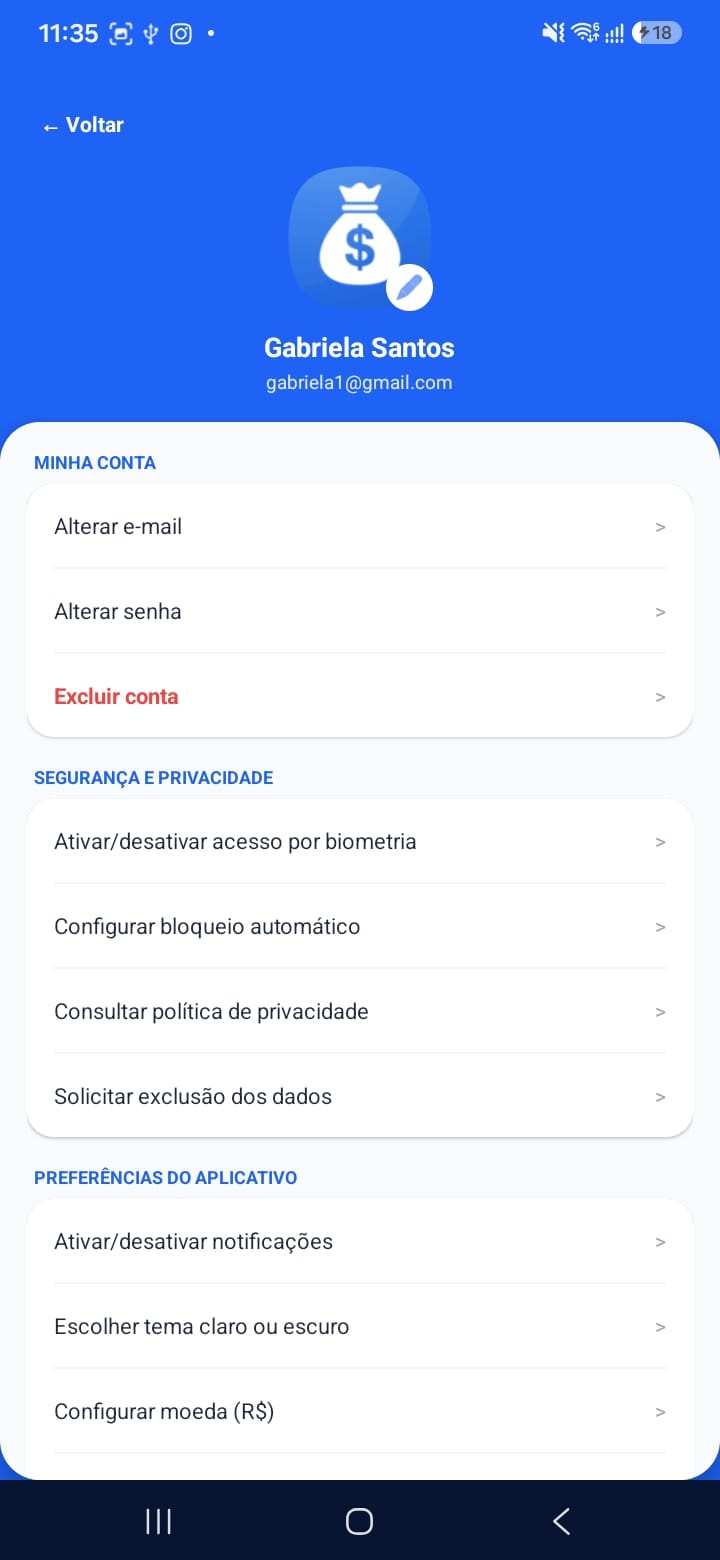 11:35
18
← Voltar
$
Gabriela Santos
gabriela1@gmail.com
MINHA CONTA
Alterar e-mail >
Alterar senha >
Excluir conta >
SEGURANÇA E PRIVACIDADE
Ativar/desativar acesso por biometria >
Configurar bloqueio automático >
Consultar política de privacidade >
Solicitar exclusão dos dados >
PREFERÊNCIAS DO APLICATIVO
Ativar/desativar notificações >
Escolher tema claro ou escuro >
Configurar moeda (R$) >